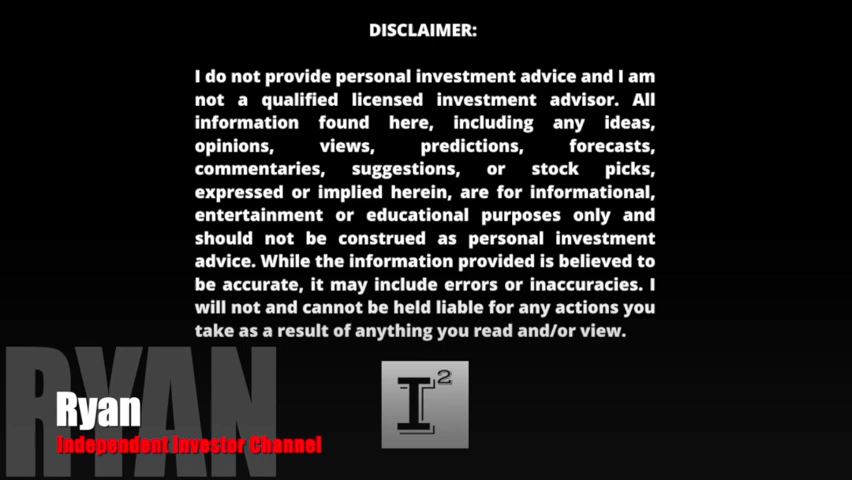 DISCLAIMER:
I do not provide personal investment advice and I am
not a qualified licensed investment advisor. All
information found here, including any ideas,
opinions, views, predictions, forecasts,
commentaries, suggestions, or stock picks,
expressed or implied herein, are for informational,
entertainment or educational purposes only and
should not be construed as personal investment
advice. While the information provided is believed to
be accurate, it may include errors or inaccuracies. I
will not and cannot be held liable for any actions you
take as a result of anything you read and/or view.
RYAN
Ryan
Independent Investor Channel
I²